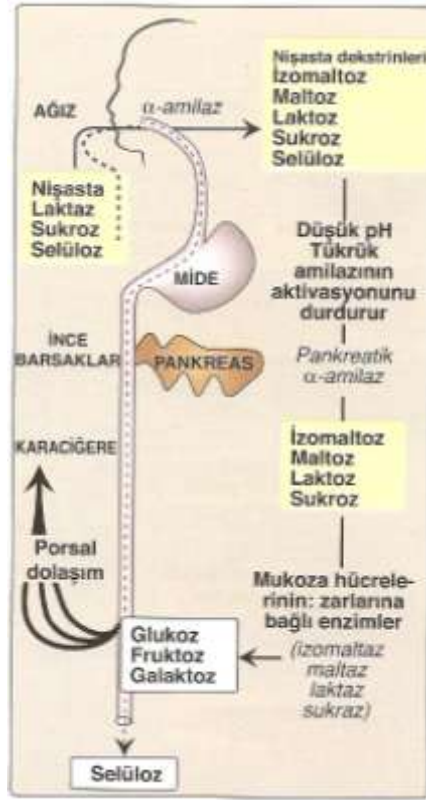 AĞIZ
α-amilaz
Nişasta dekstrinleri
İzomaltoz
Maltoz
Laktoz
Sukroz
Selüloz
Nişasta
Laktaz
Sukroz
Selüloz
Düşük pH
Tükrük
amilazının
aktivasyonunu
durdurur
MİDE
İNCE
BARSAKLAR
PANKREAS
Pankreatik
α-amilaz
İzomaltoz
Maltoz
Laktoz
Sukroz
KARACİĞERE
Porsal
dolaşım
Mukoza hücrele-
rinin: zarlarına
bağlı enzimler
(izomaltaz
maltaz
laktaz
sukraz)
Glukoz
Fruktoz
Galaktoz
Selüloz